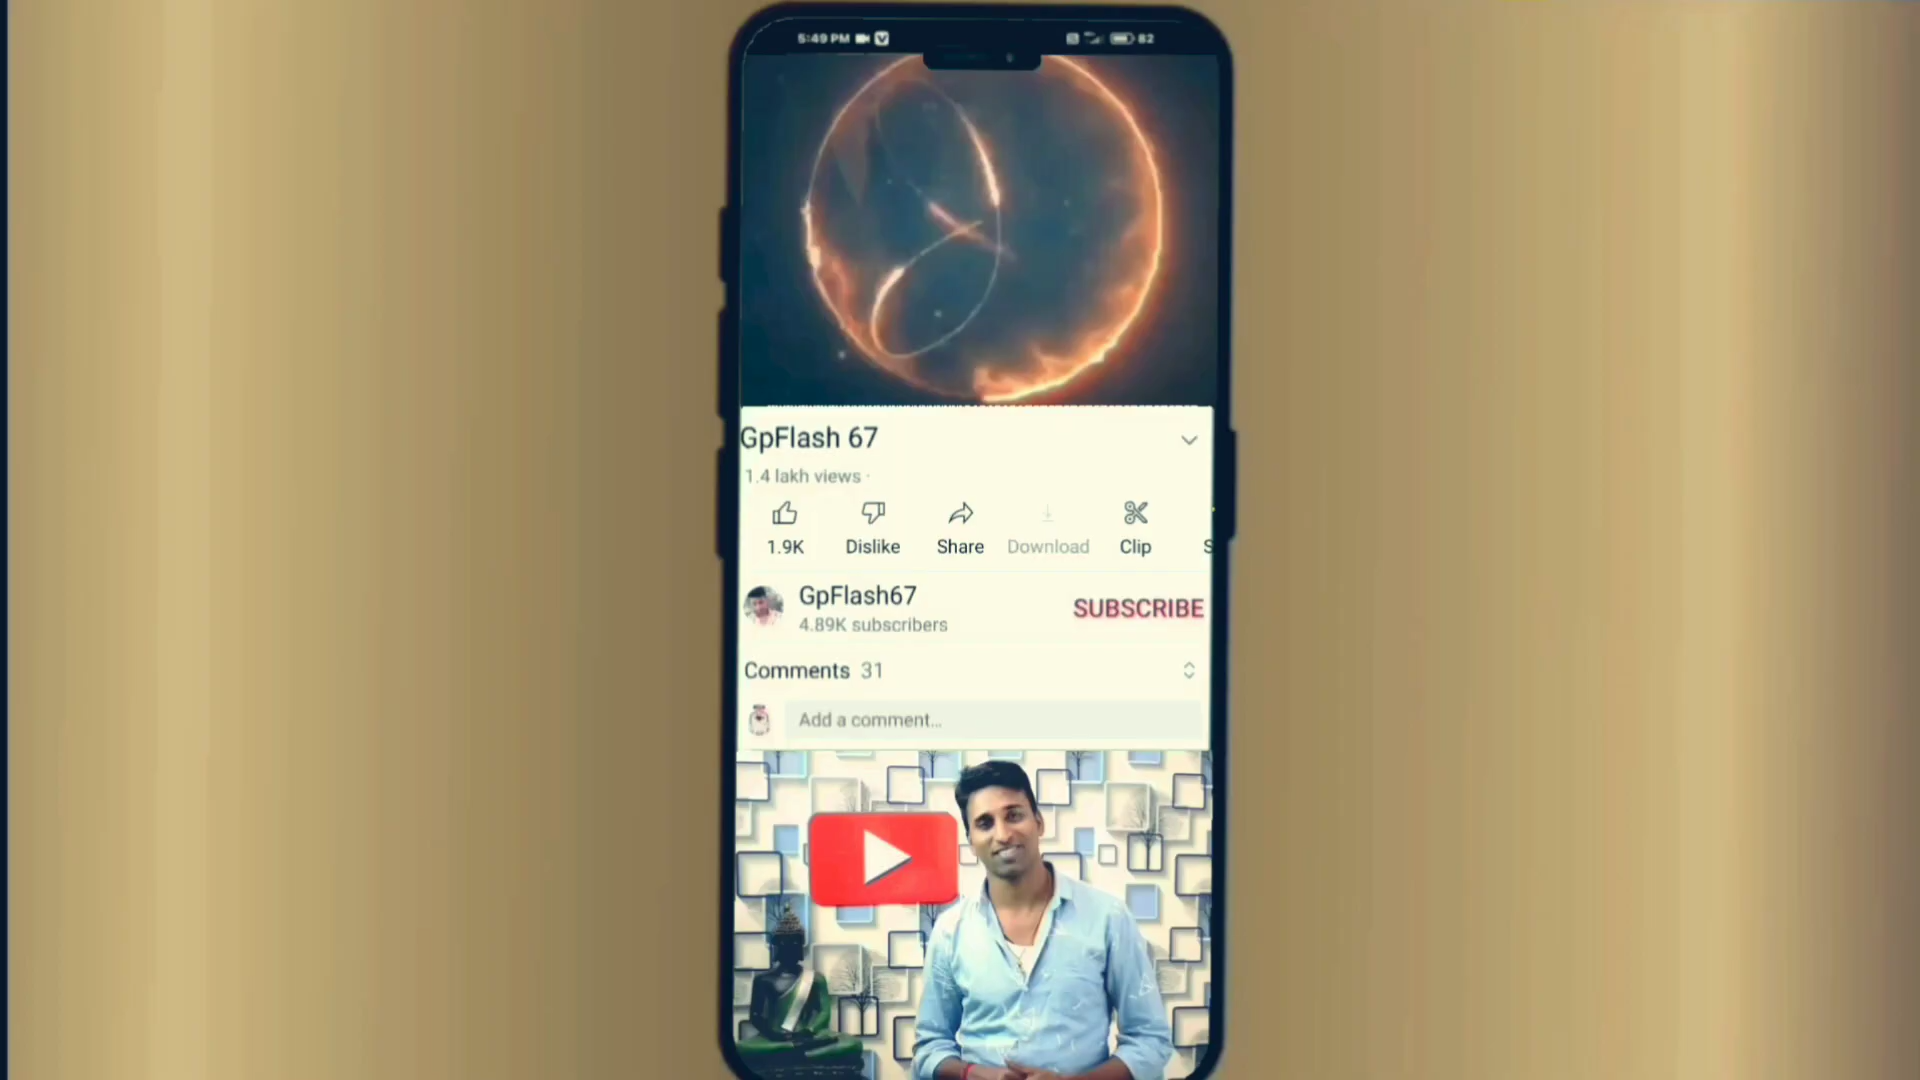 5:49 PM
82
GpFlash 67
1.4 lakh views ·
1.9K
Dislike
Share
Download
Clip
S
GpFlash67
4.89K subscribers
SUBSCRIBE
Comments 31
Add a comment...